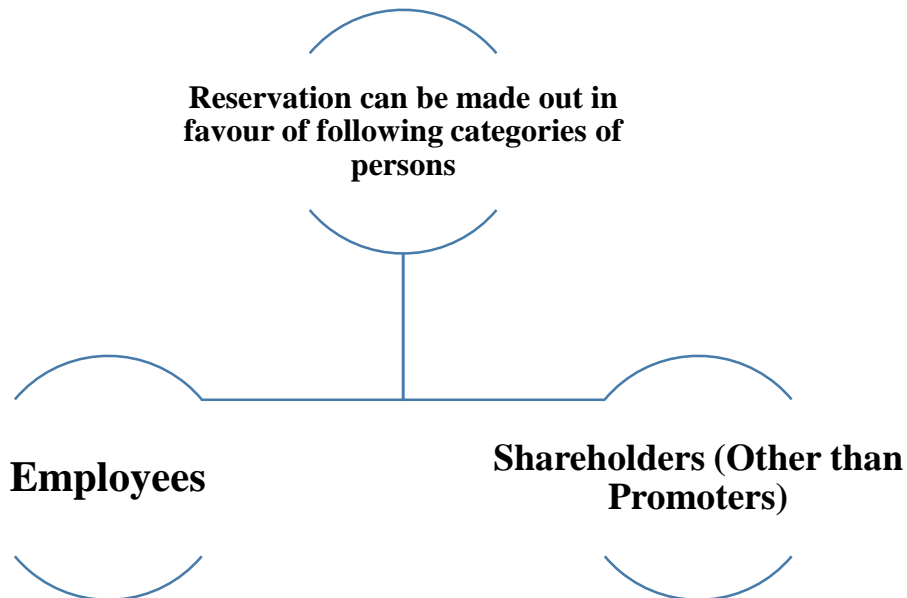 Reservation can be made out in
favour of following categories of
persons
Employees
Shareholders (Other than
Promoters)